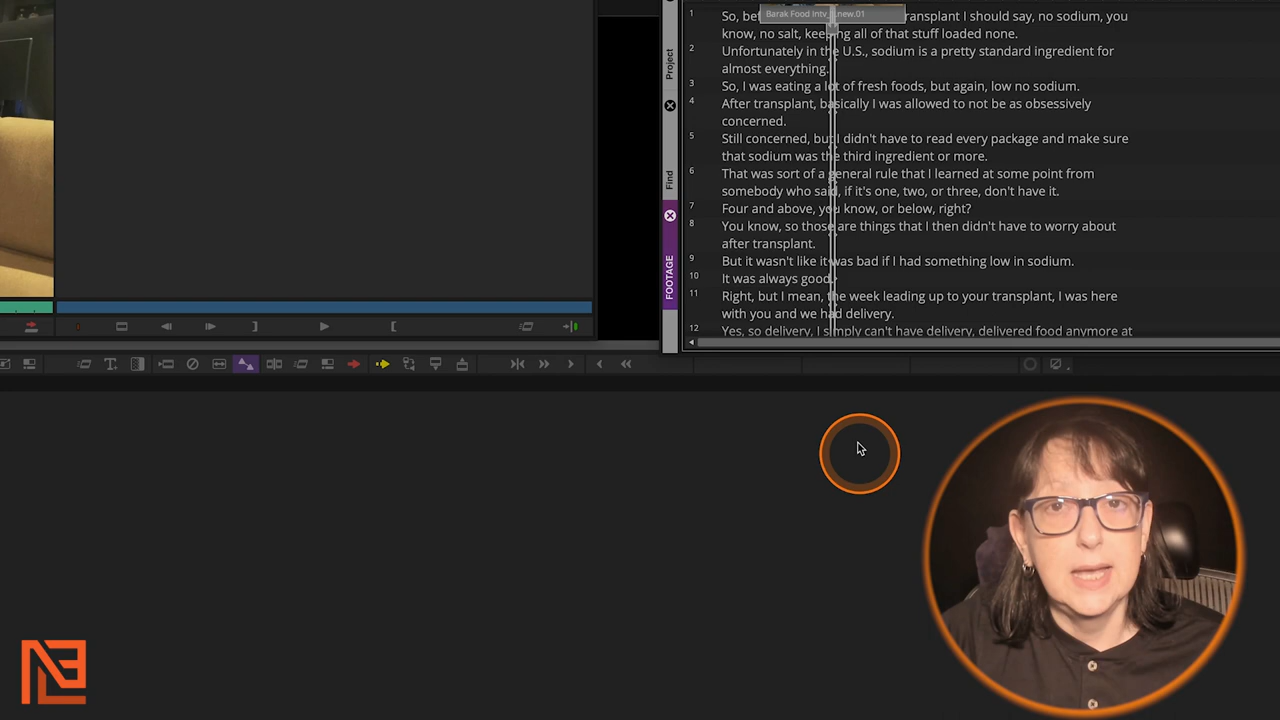 Project
Find
FOOTAGE
Barak Food Intv
new.01
1 So, ransplant I should say, no sodium, you
know, no salt, keeping all of that stuff loaded none.
2 Unfortunately in the U.S., sodium is a pretty standard ingredient for
almost everything.
3 So, I was eating a lot of fresh foods, but again, low no sodium.
4 After transplant, basically I was allowed to not be as obsessively
concerned.
5 Still concerned, but I didn't have to read every package and make sure
that sodium was the third ingredient or more.
6 That was sort of a general rule that I learned at some point from
somebody who said, if it's one, two, or three, don't have it.
7 Four and above, you know, or below, right?
8 You know, so those are things that I then didn't have to worry about
after transplant.
9 But it wasn't like it was bad if I had something low in sodium.
10 It was always good.
11 Right, but I mean, the week leading up to your transplant, I was here
with you and we had delivery.
12 Yes, so delivery, I simply can't have delivery, delivered food anymore at